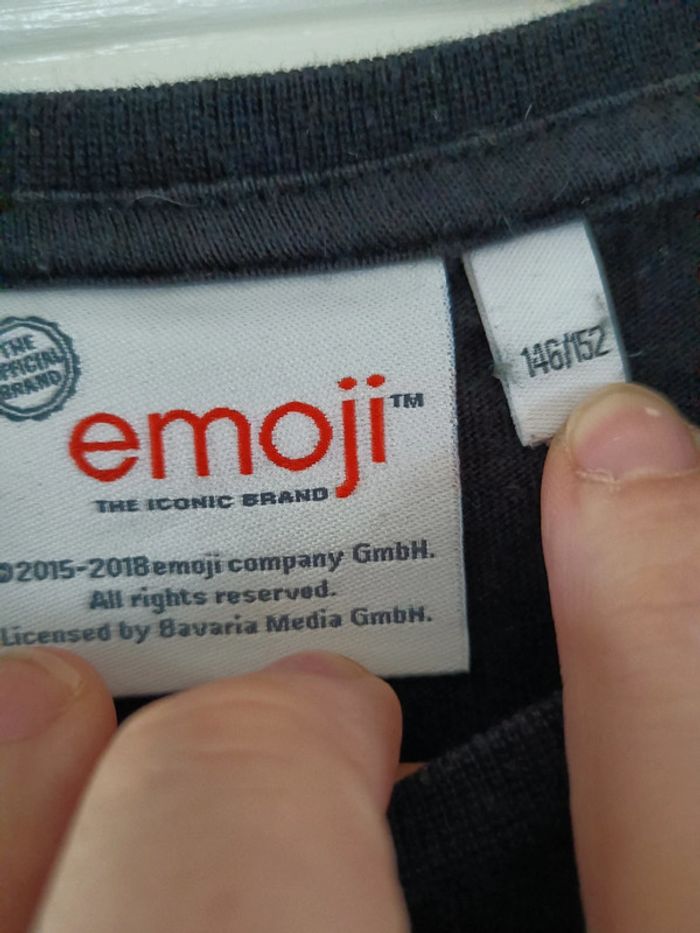 THE
OFFICIAL
BRAND
emoji™
THE ICONIC BRAND
©2015-2018 emoji company GmbH.
All rights reserved.
Licensed by Bavaria Media GmbH.
146/152